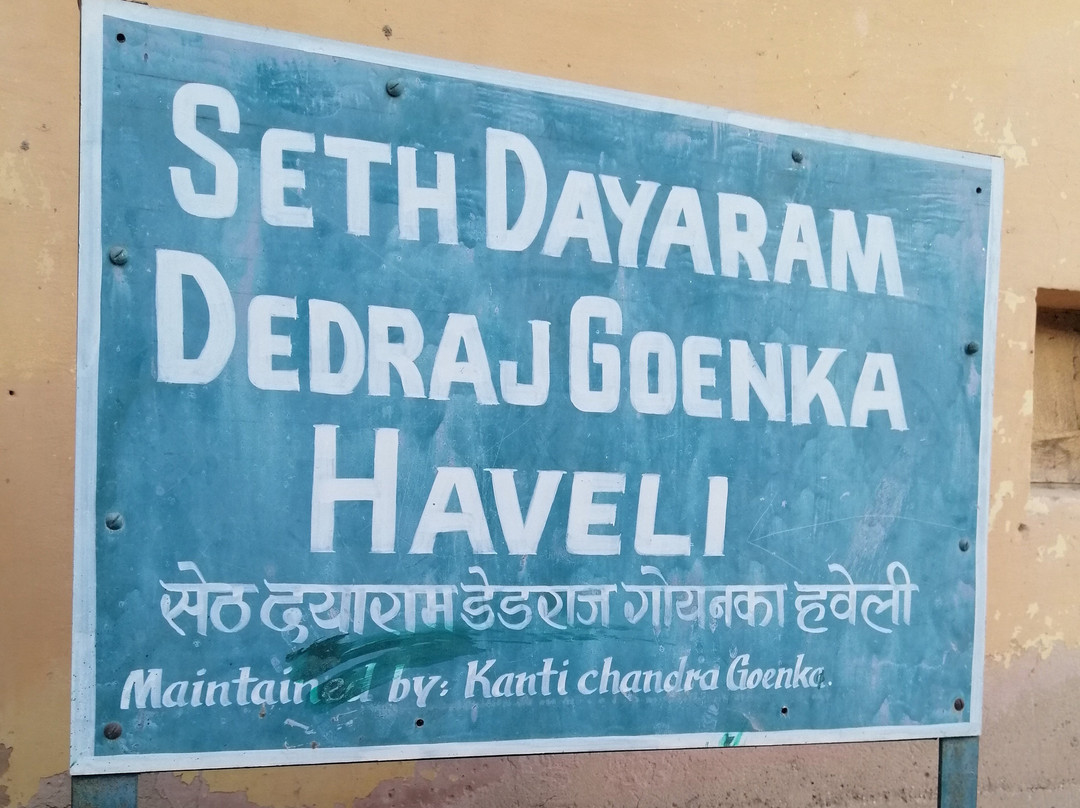 SETH DAYARAM
DEDRAJ GOENKA
HAVELI
सेठ दयाराम डेडराज गोयनका हवेली
Maintained by: Kanti chandra Goenka.